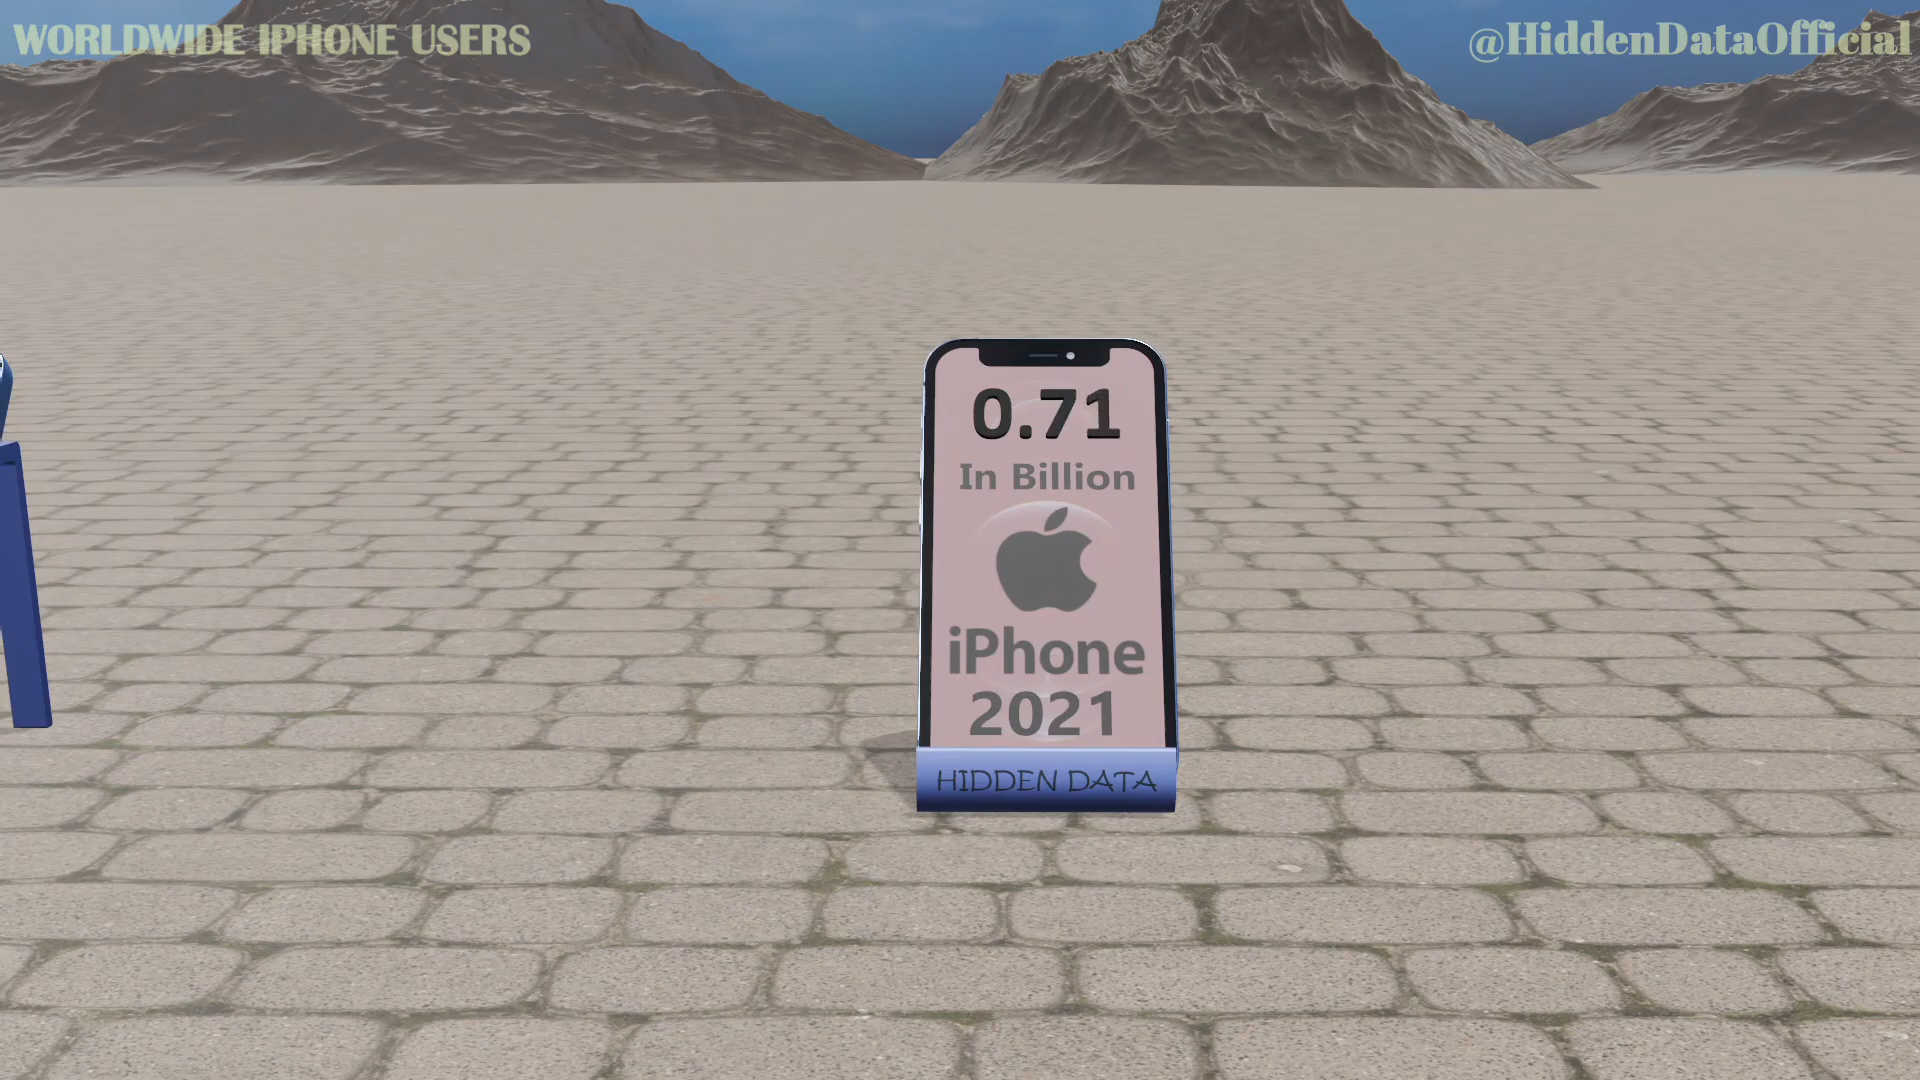 WORLDWIDE IPHONE USERS
@HiddenDataOfficial
0.71
In Billion
iPhone
2021
HIDDEN DATA